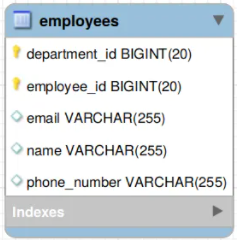 employees
department_id BIGINT(20)
employee_id BIGINT(20)
email VARCHAR(255)
name VARCHAR(255)
phone_number VARCHAR(255)
Indexes